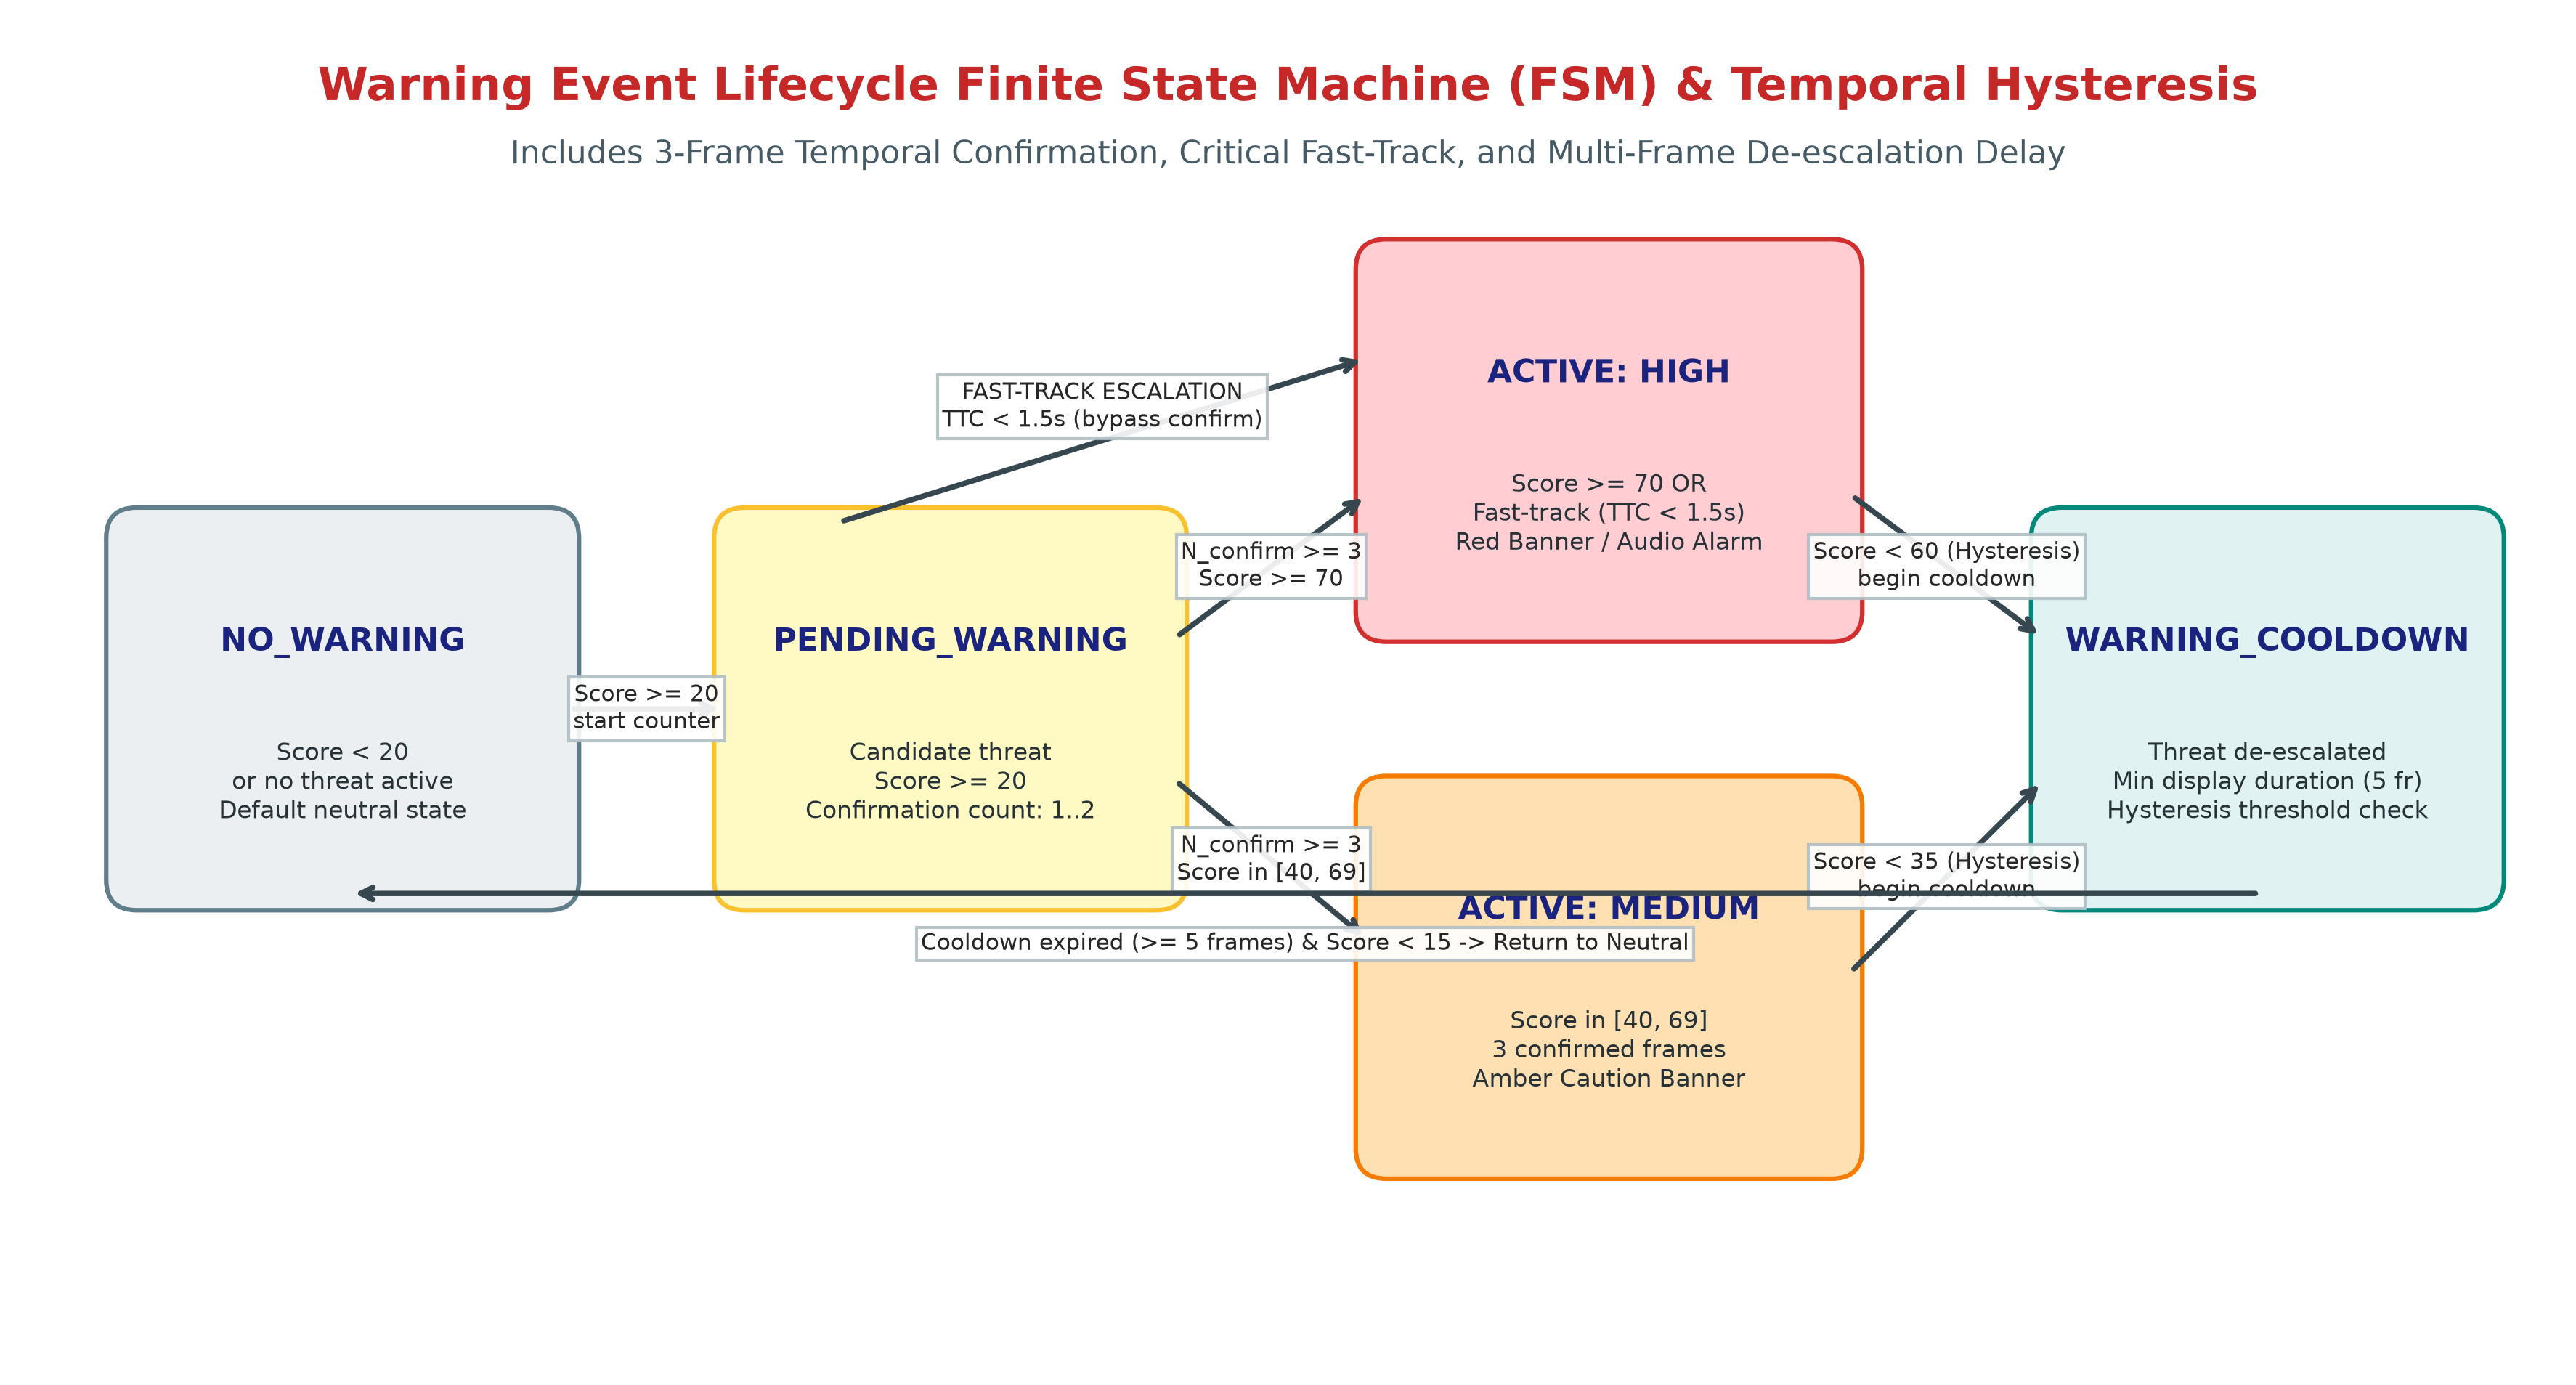 Warning Event Lifecycle Finite State Machine (FSM) & Temporal Hysteresis
Includes 3-Frame Temporal Confirmation, Critical Fast-Track, and Multi-Frame De-escalation Delay
NO_WARNING
Score < 20
or no threat active
Default neutral state
Score >= 20
start counter
PENDING_WARNING
Candidate threat
Score >= 20
Confirmation count: 1..2
FAST-TRACK ESCALATION
TTC < 1.5s (bypass confirm)
N_confirm >= 3
Score >= 70
N_confirm >= 3
Score in [40, 69]
ACTIVE: HIGH
Score >= 70 OR
Fast-track (TTC < 1.5s)
Red Banner / Audio Alarm
ACTIVE: MEDIUM
Score in [40, 69]
3 confirmed frames
Amber Caution Banner
Score < 60 (Hysteresis)
begin cooldown
Score < 35 (Hysteresis)
begin cooldown
WARNING_COOLDOWN
Threat de-escalated
Min display duration (5 fr)
Hysteresis threshold check
Cooldown expired (>= 5 frames) & Score < 15 -> Return to Neutral